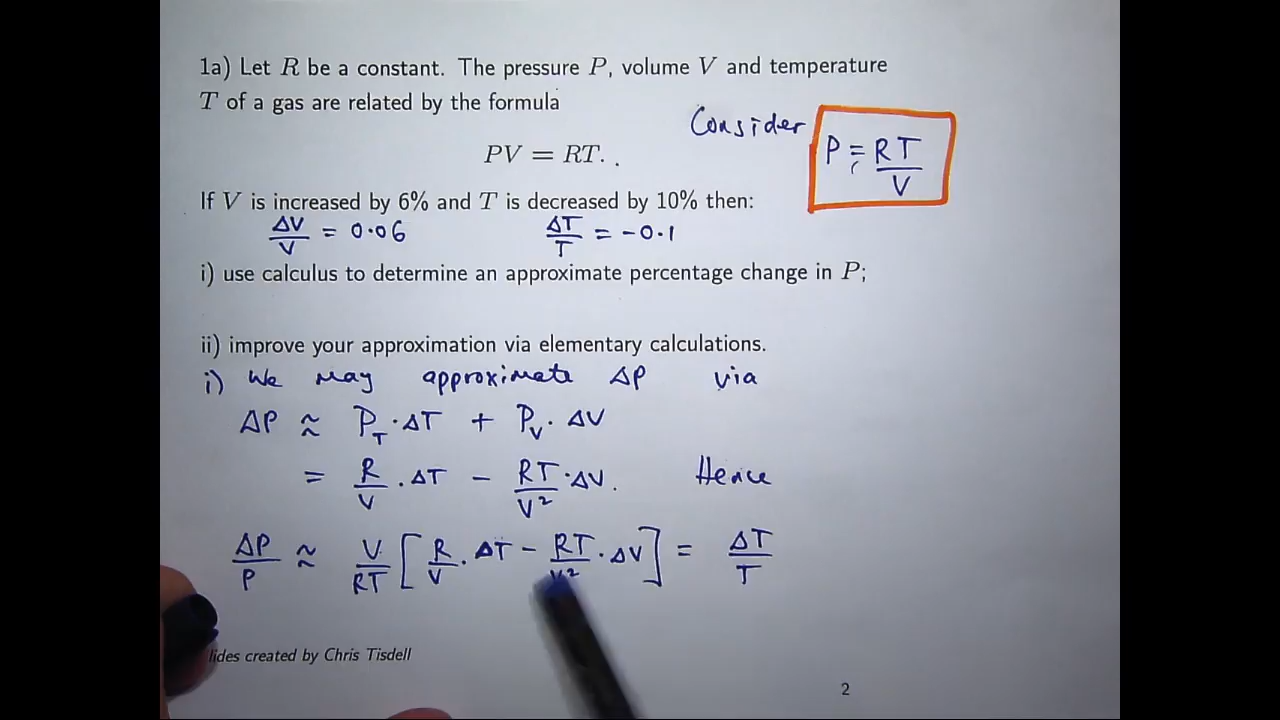 1a) Let R be a constant. The pressure P, volume V and temperature
T of a gas are related by the formula
Consider P = RT/V
PV = RT. .
If V is increased by 6% and T is decreased by 10% then:
ΔV/V = 0.06 ΔT/T = -0.1
i) use calculus to determine an approximate percentage change in P;
ii) improve your approximation via elementary calculations.
i) We may approximate ΔP via
ΔP ≈ P_T · ΔT + P_V · ΔV
= R/V . ΔT - RT/V² · ΔV. Hence
ΔP/P ≈ V/RT [ R/V . ΔT - RT/V² . ΔV ] = ΔT/T
lides created by Chris Tisdell
2